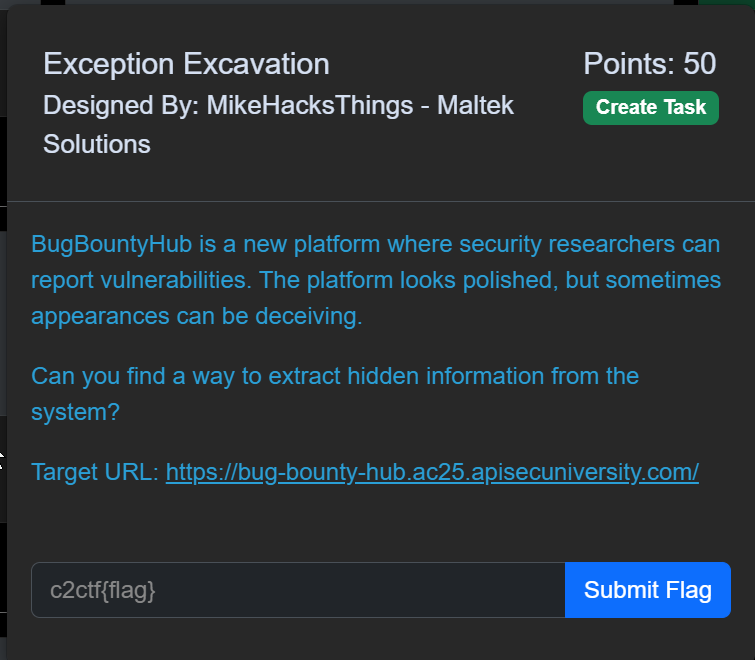 Exception Excavation
Points: 50
Designed By: MikeHacksThings - Maltek
Solutions
Create Task
BugBountyHub is a new platform where security researchers can
report vulnerabilities. The platform looks polished, but sometimes
appearances can be deceiving.
Can you find a way to extract hidden information from the
system?
Target URL: https://bug-bounty-hub.ac25.apisecuniversity.com/
c2ctf{flag}
Submit Flag